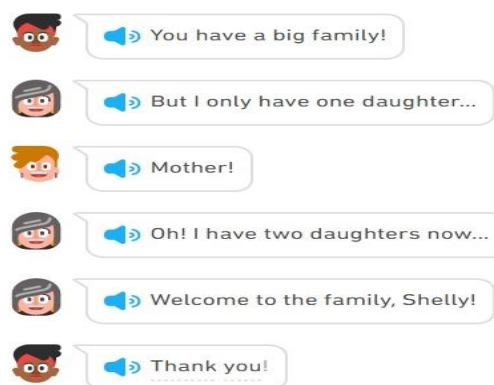 You have a big family!
But I only have one daughter...
Mother!
Oh! I have two daughters now...
Welcome to the family, Shelly!
Thank you!